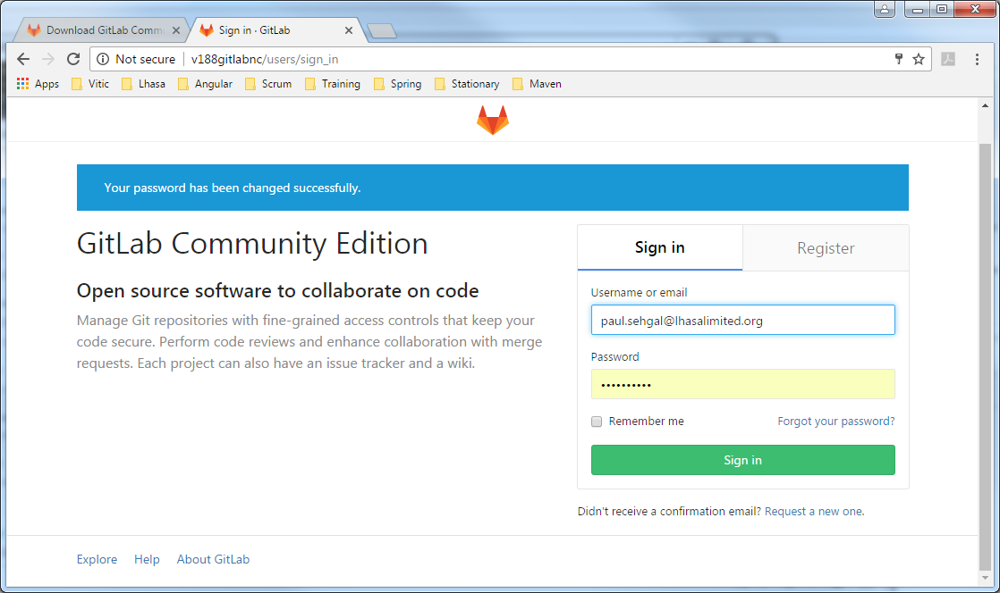 Download GitLab Comm
Sign in · GitLab
Not secure
v188gitlabnc/users/sign_in
Apps
Vitic
Lhasa
Angular
Scrum
Training
Spring
Stationary
Maven
Your password has been changed successfully.
GitLab Community Edition
Open source software to collaborate on code
Manage Git repositories with fine-grained access controls that keep your
code secure. Perform code reviews and enhance collaboration with merge
requests. Each project can also have an issue tracker and a wiki.
Sign in
Register
Username or email
paul.sehgal@lhasalimited.org
Password
••••••••••
Remember me
Forgot your password?
Sign in
Didn't receive a confirmation email? Request a new one.
Explore
Help
About GitLab